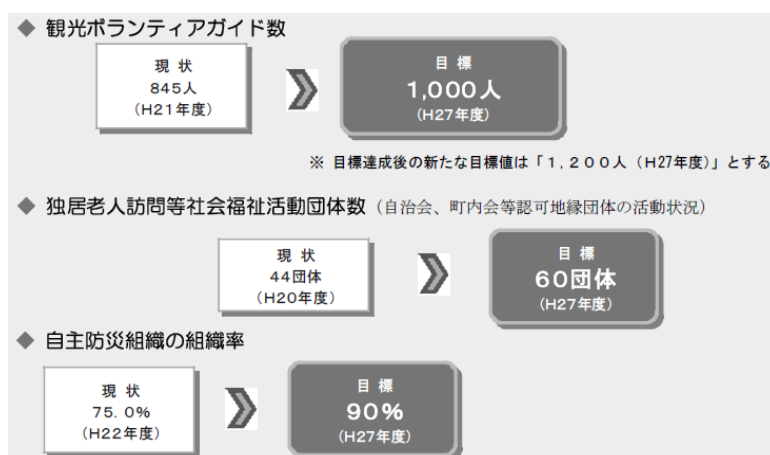 ◆ 観光ボランティアガイド数
現 状
845人
(H21年度)
目 標
1,000人
(H27年度)
※ 目標達成後の新たな目標値は「1,200人(H27年度)」とする
◆ 独居老人訪問等社会福祉活動団体数(自治会、町内会等認可地縁団体の活動状況)
現 状
44団体
(H20年度)
目 標
60団体
(H27年度)
◆ 自主防災組織の組織率
現 状
75.0%
(H22年度)
目 標
90%
(H27年度)